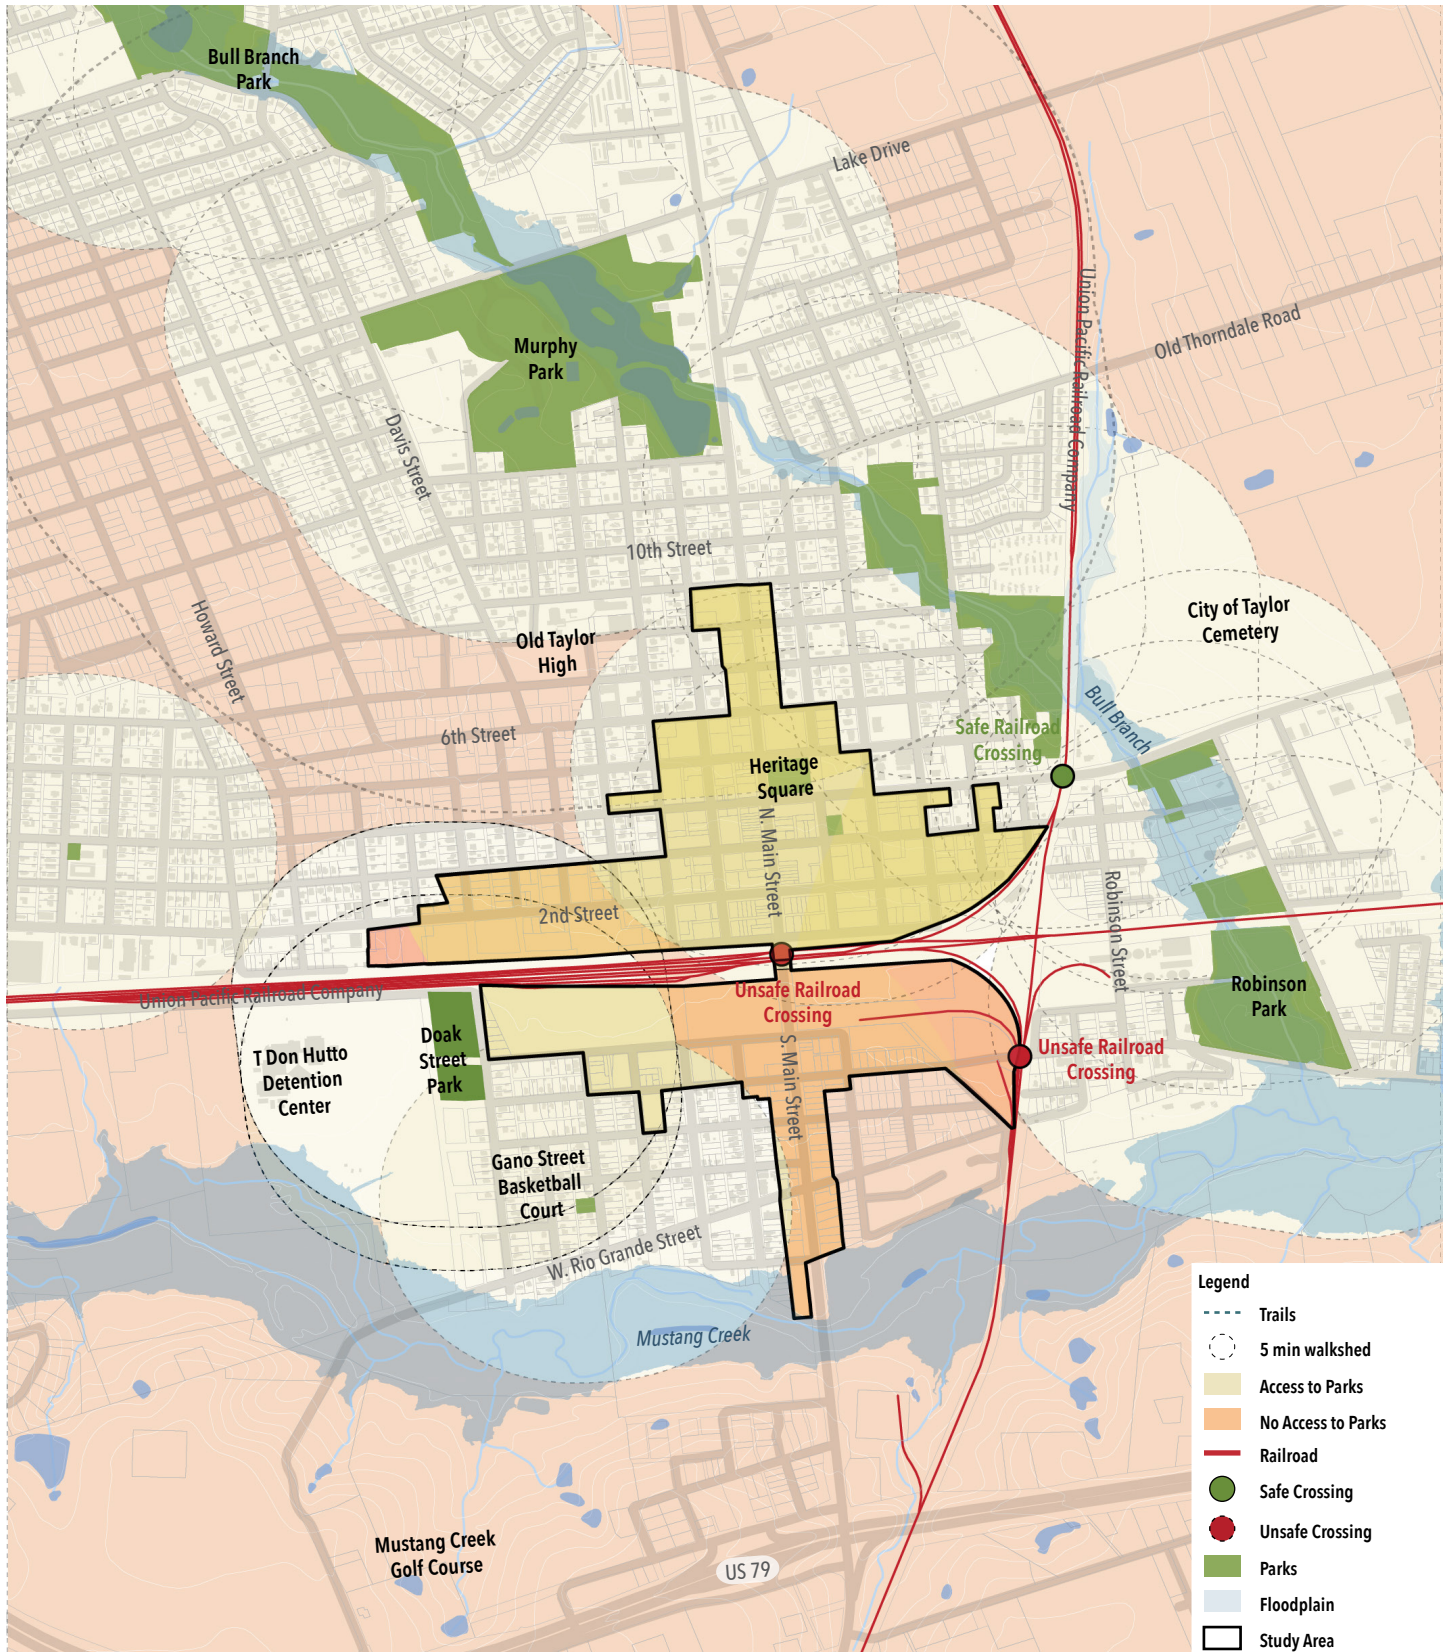 Bull Branch
Park
Lake Drive
Union Pacific Railroad Company
Old Thorndale Road
Murphy
Park
Davis Street
10th Street
City of Taylor
Cemetery
Howard Street
Old Taylor
High
Bull Branch
6th Street
Safe Railroad
Crossing
Heritage
Square
N. Main Street
2nd Street
Robinson Street
Union Pacific Railroad Company
Unsafe Railroad
Crossing
Robinson
Park
Doak
Street
Park
T Don Hutto
Detention
Center
S. Main Street
Unsafe Railroad
Crossing
Gano Street
Basketball
Court
W. Rio Grande Street
Mustang Creek
Mustang Creek
Golf Course
US 79
Legend
Trails
5 min walkshed
Access to Parks
No Access to Parks
Railroad
Safe Crossing
Unsafe Crossing
Parks
Floodplain
Study Area